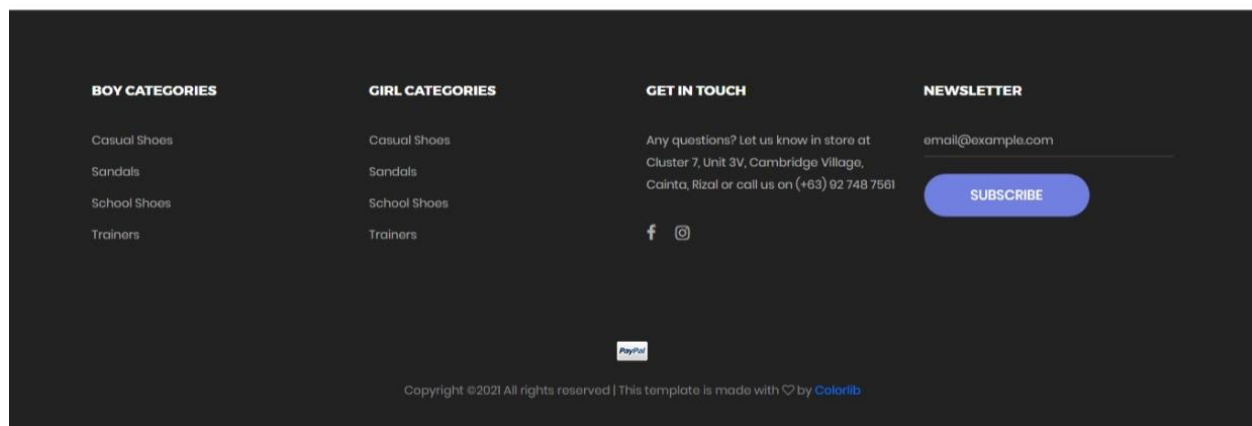 BOY CATEGORIES
Casual Shoes
Sandals
School Shoes
Trainers
GIRL CATEGORIES
Casual Shoes
Sandals
School Shoes
Trainers
GET IN TOUCH
Any questions? Let us know in store at
Cluster 7, Unit 3V, Cambridge Village,
Cainta, Rizal or call us on (+63) 92 748 7561
NEWSLETTER
email@example.com
SUBSCRIBE
PayPal
Copyright ©2021 All rights reserved | This template is made with ♡ by Colorlib